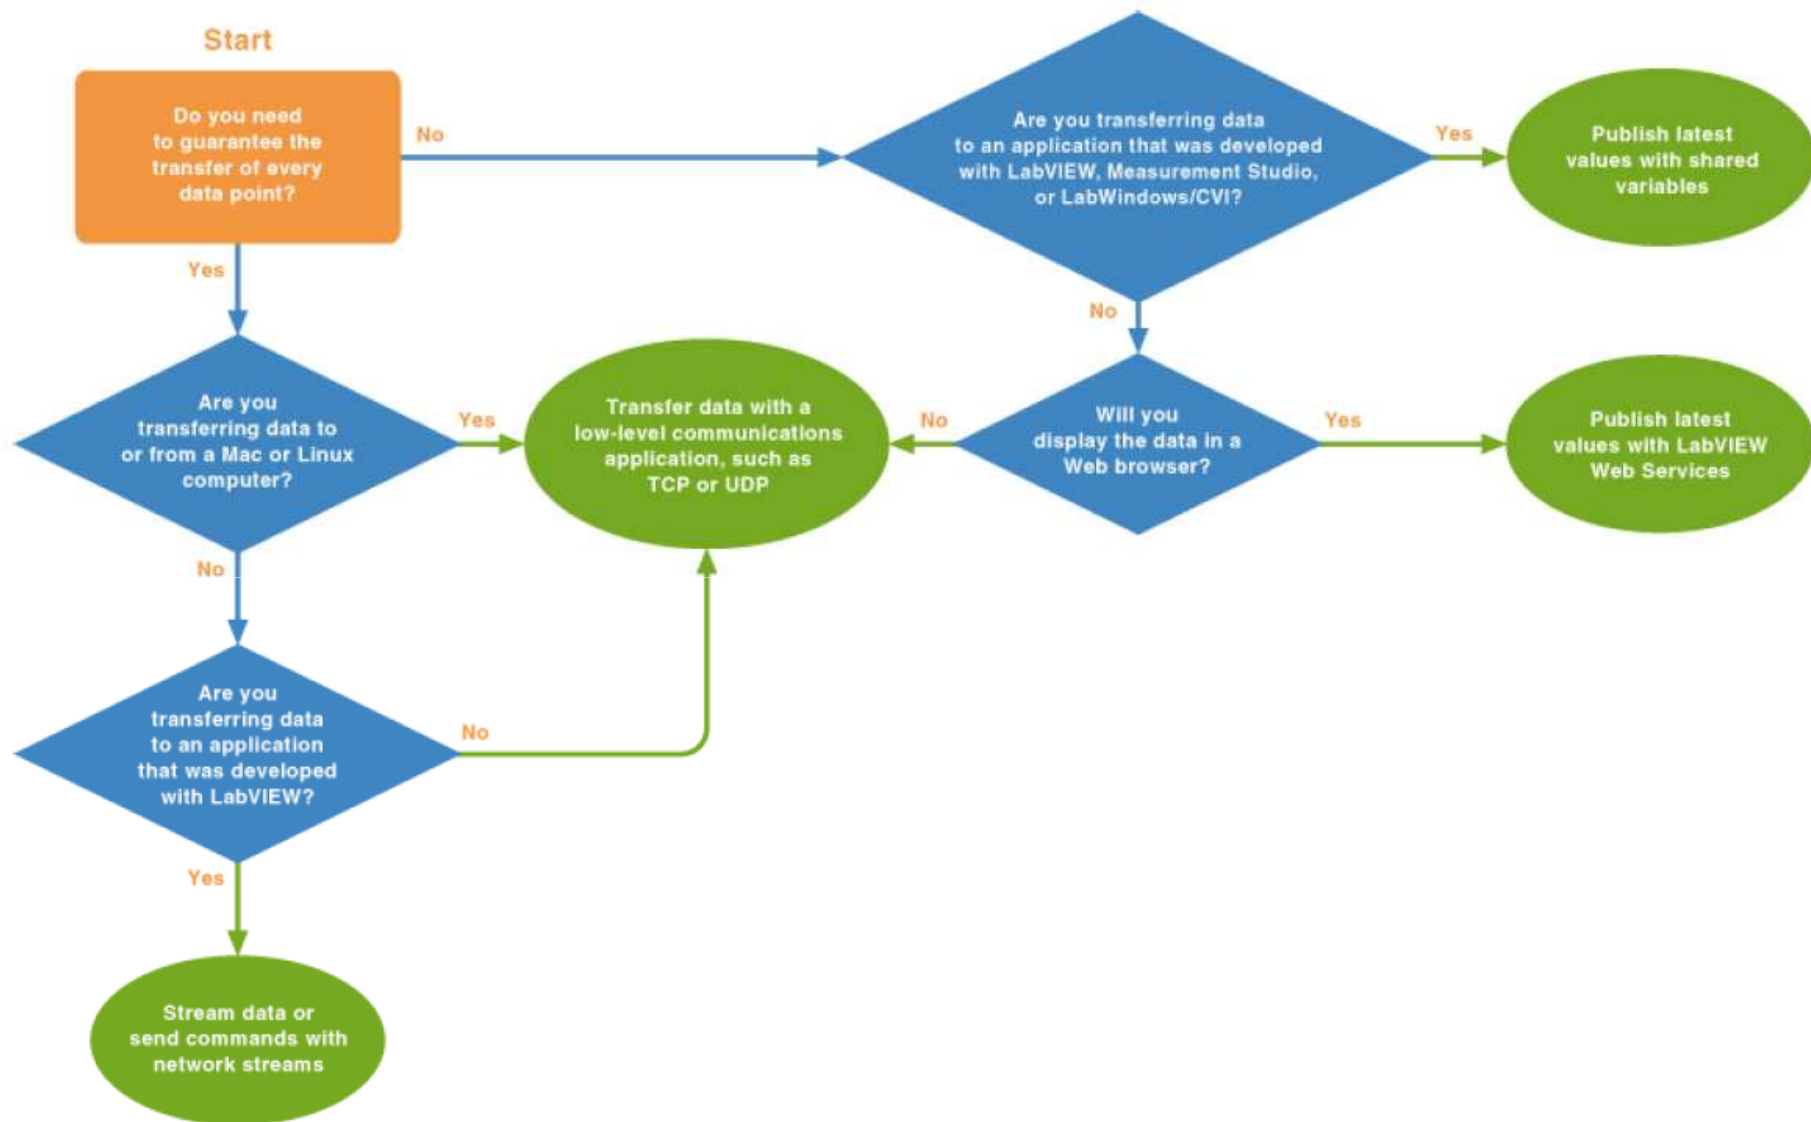 Start
Do you need
to guarantee the
transfer of every
data point?
No
Are you transferring data
to an application that was developed
with LabVIEW, Measurement Studio,
or LabWindows/CVI?
Yes
Publish latest
values with shared
variables
Yes
No
Are you
transferring data to
or from a Mac or Linux
computer?
Yes
Transfer data with a
low-level communications
application, such as
TCP or UDP
No
Will you
display the data in a
Web browser?
Yes
Publish latest
values with LabVIEW
Web Services
No
Are you
transferring data
to an application
that was developed
with LabVIEW?
No
Yes
Stream data or
send commands with
network streams